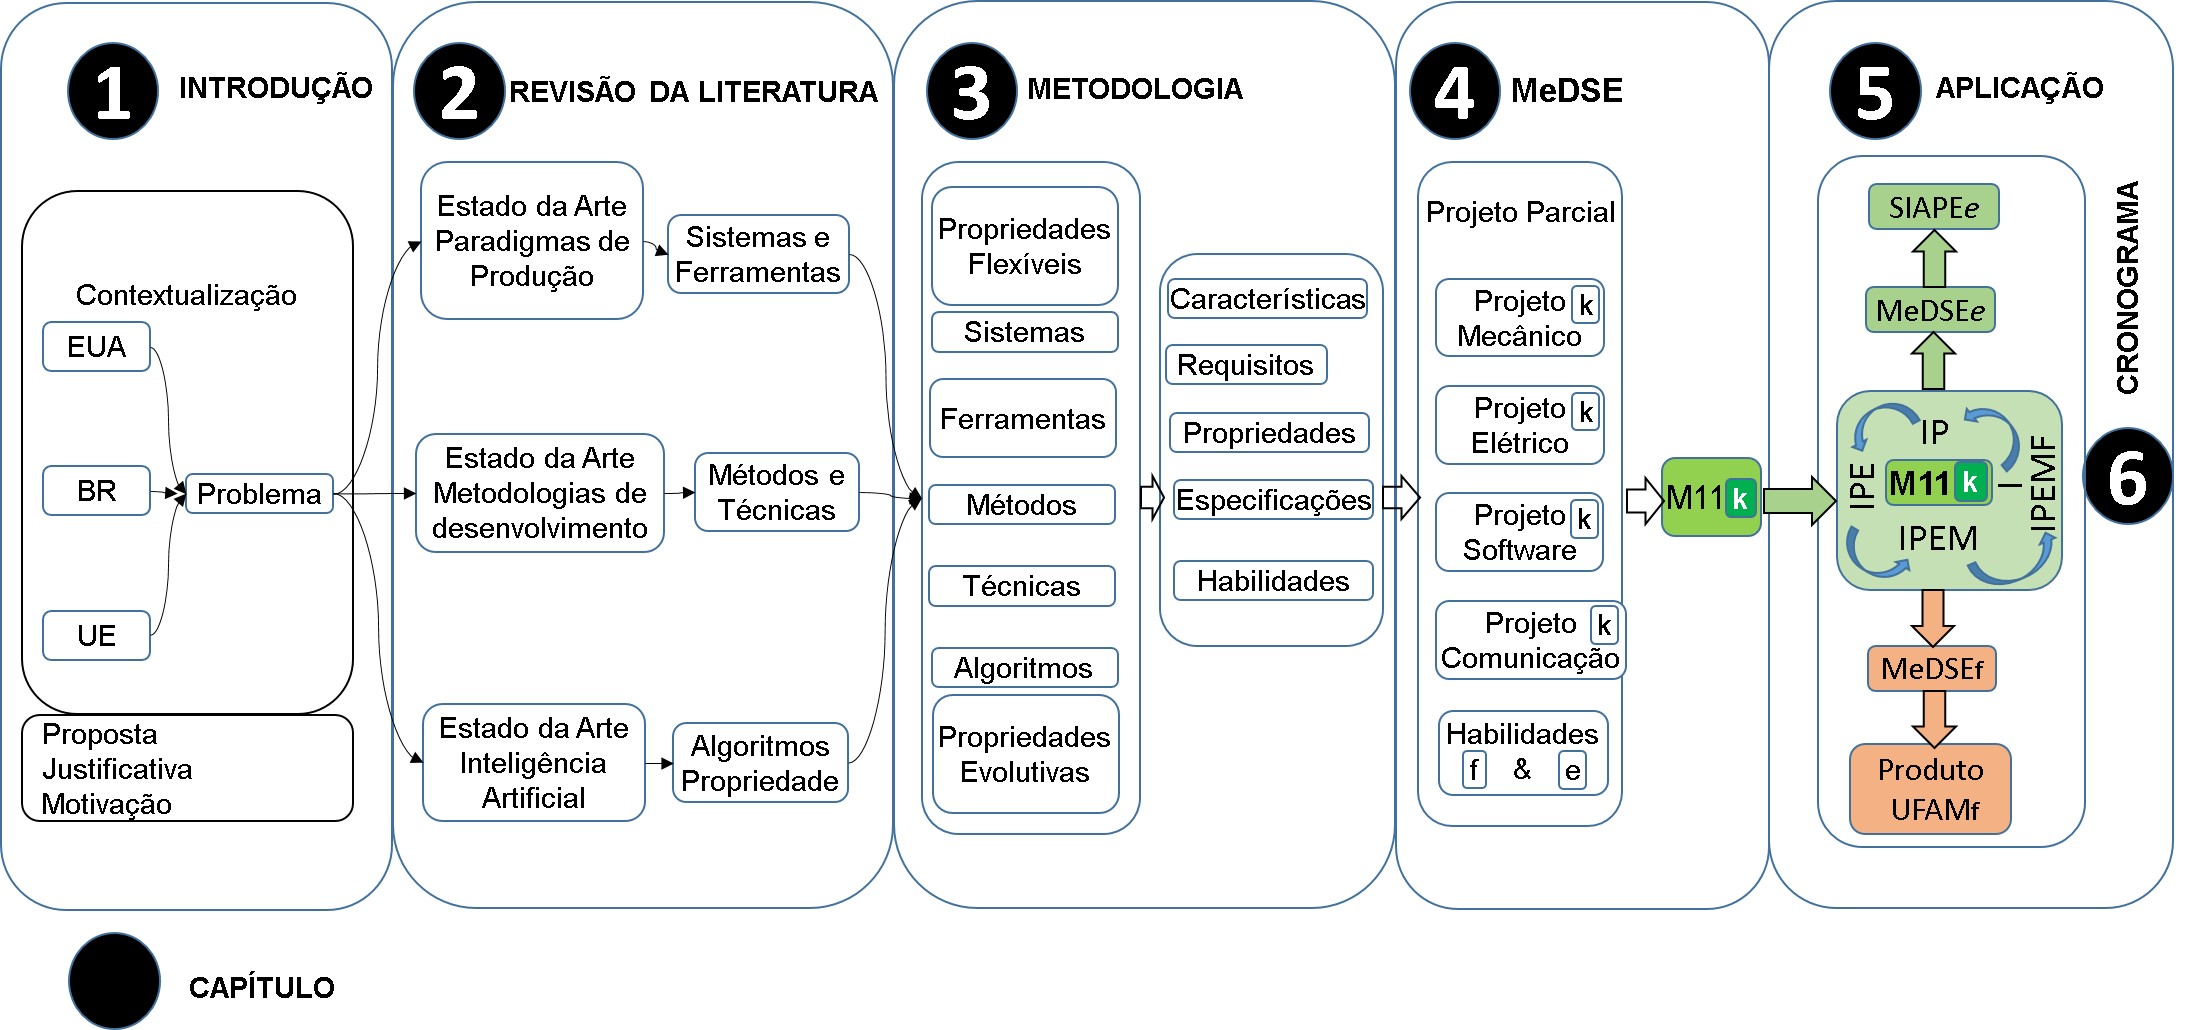 1
INTRODUÇÃO
Contextualização
EUA
BR
UE
Problema
Proposta
Justificativa
Motivação
2
REVISÃO DA LITERATURA
Estado da Arte
Paradigmas de
Produção
Sistemas e
Ferramentas
Estado da Arte
Metodologias de
desenvolvimento
Métodos e
Técnicas
Estado da Arte
Inteligência
Artificial
Algoritmos
Propriedade
3
METODOLOGIA
Propriedades
Flexíveis
Sistemas
Ferramentas
Métodos
Técnicas
Algoritmos
Propriedades
Evolutivas
Características
Requisitos
Propriedades
Especificações
Habilidades
4
MeDSE
Projeto Parcial
Projeto k
Mecânico
Projeto k
Elétrico
Projeto k
Software
Projeto k
Comunicação
Habilidades
f & e
M11 k
5
APLICAÇÃO
SIAPEe
MeDSEe
IP
IPE
M11 k
I
IPEM
IPEMF
MeDSEf
Produto
UFAMf
CRONOGRAMA
6
CAPÍTULO